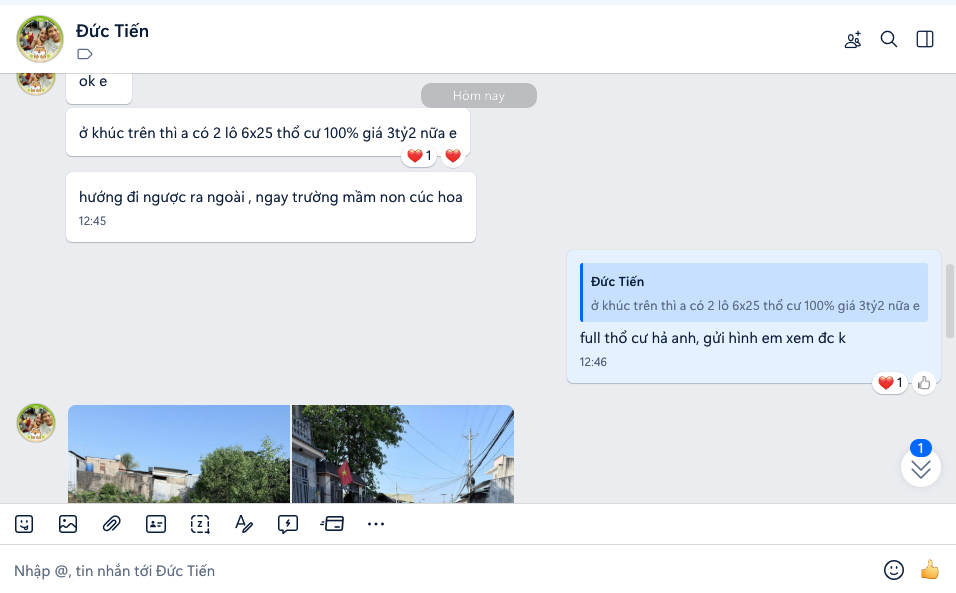 Đức Tiến
ok e
Hôm nay
ở khúc trên thì a có 2 lô 6x25 thổ cư 100% giá 3tỷ2 nữa e
1
hướng đi ngược ra ngoài , ngay trường mầm non cúc hoa
12:45
Đức Tiến
ở khúc trên thì a có 2 lô 6x25 thổ cư 100% giá 3tỷ2 nữa e
full thổ cư hả anh, gửi hình em xem đc k
12:46
1
1
Nhập @, tin nhắn tới Đức Tiến